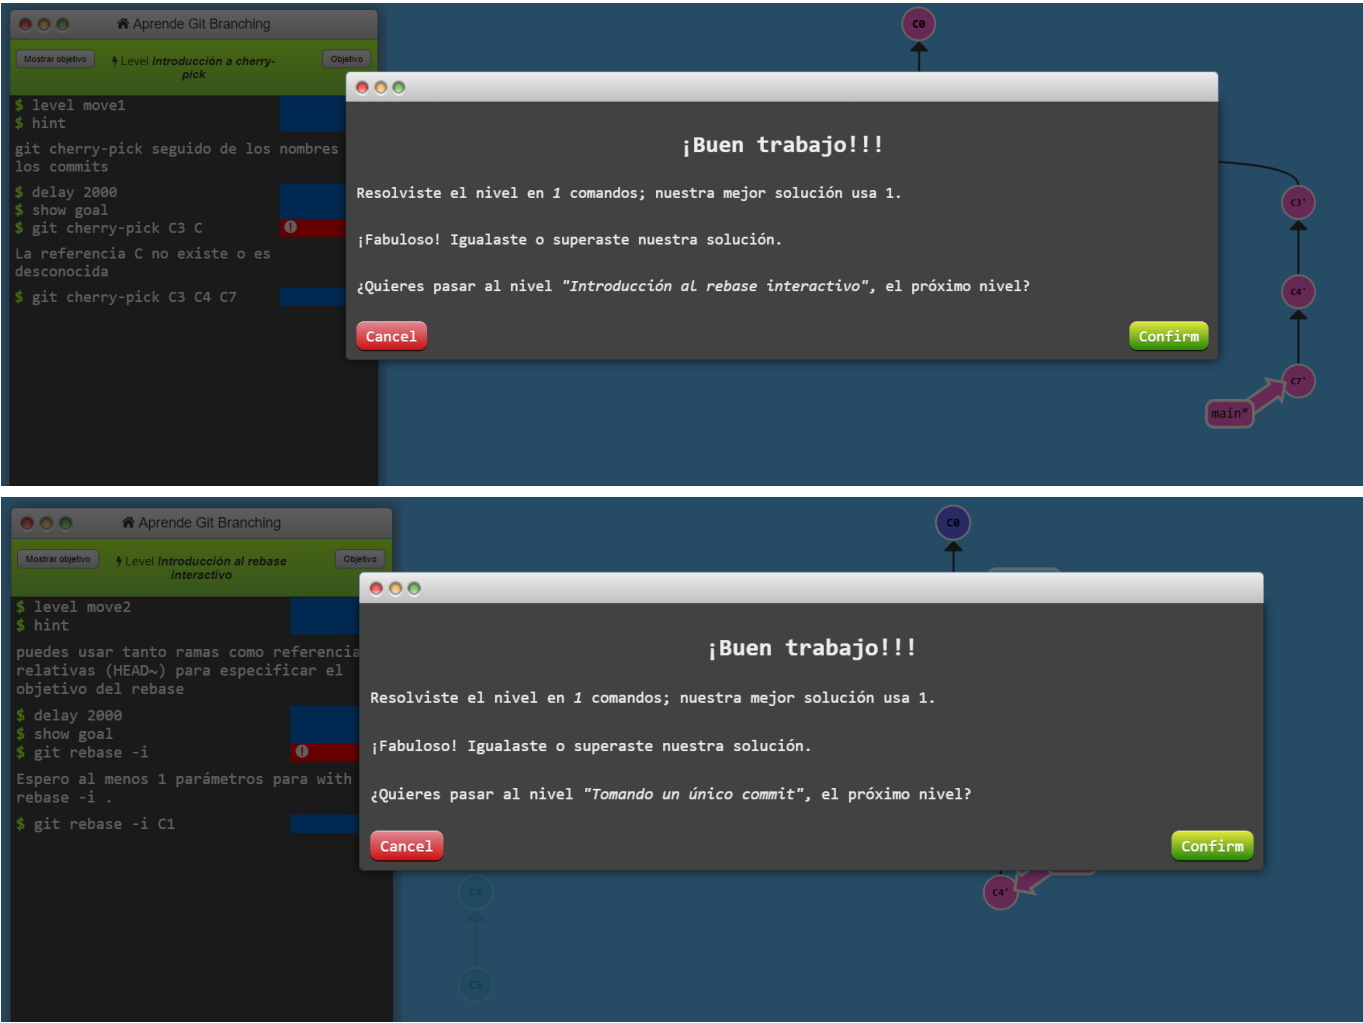 Aprende Git Branching
Mostrar objetivo
Level Introducción a cherry-
pick
Objetivo
$ level move1
$ hint
git cherry-pick seguido de los nombres
los commits
$ delay 2000
$ show goal
$ git cherry-pick C3 C
La referencia C no existe o es
desconocida
$ git cherry-pick C3 C4 C7
¡Buen trabajo!!!
Resolviste el nivel en 1 comandos; nuestra mejor solución usa 1.
¡Fabuloso! Igualaste o superaste nuestra solución.
¿Quieres pasar al nivel "Introducción al rebase interactivo", el próximo nivel?
Cancel
Confirm
C0
C3'
C4'
C7'
main*
Aprende Git Branching
Mostrar objetivo
Level Introducción al rebase
interactivo
Objetivo
$ level move2
$ hint
puedes usar tanto ramas como referencia
relativas (HEAD~) para especificar el
objetivo del rebase
$ delay 2000
$ show goal
$ git rebase -i
Espero al menos 1 parámetros para with
rebase -i .
$ git rebase -i C1
¡Buen trabajo!!!
Resolviste el nivel en 1 comandos; nuestra mejor solución usa 1.
¡Fabuloso! Igualaste o superaste nuestra solución.
¿Quieres pasar al nivel "Tomando un único commit", el próximo nivel?
Cancel
Confirm
C0
C4
C4'
C5